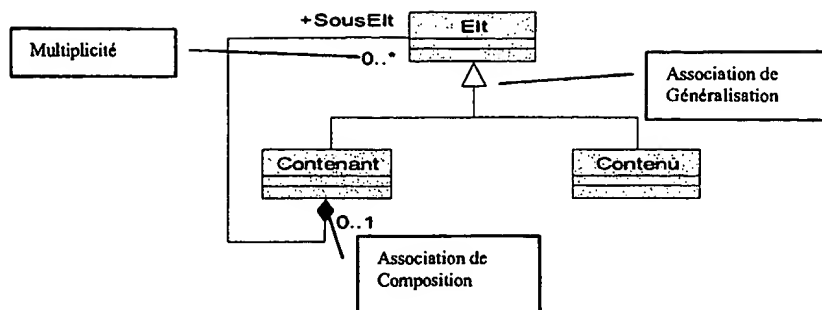 +SousElt
Elt
Multiplicité
0..*
Association de
Généralisation
Contenant
Contenu
0..1
Association de
Composition